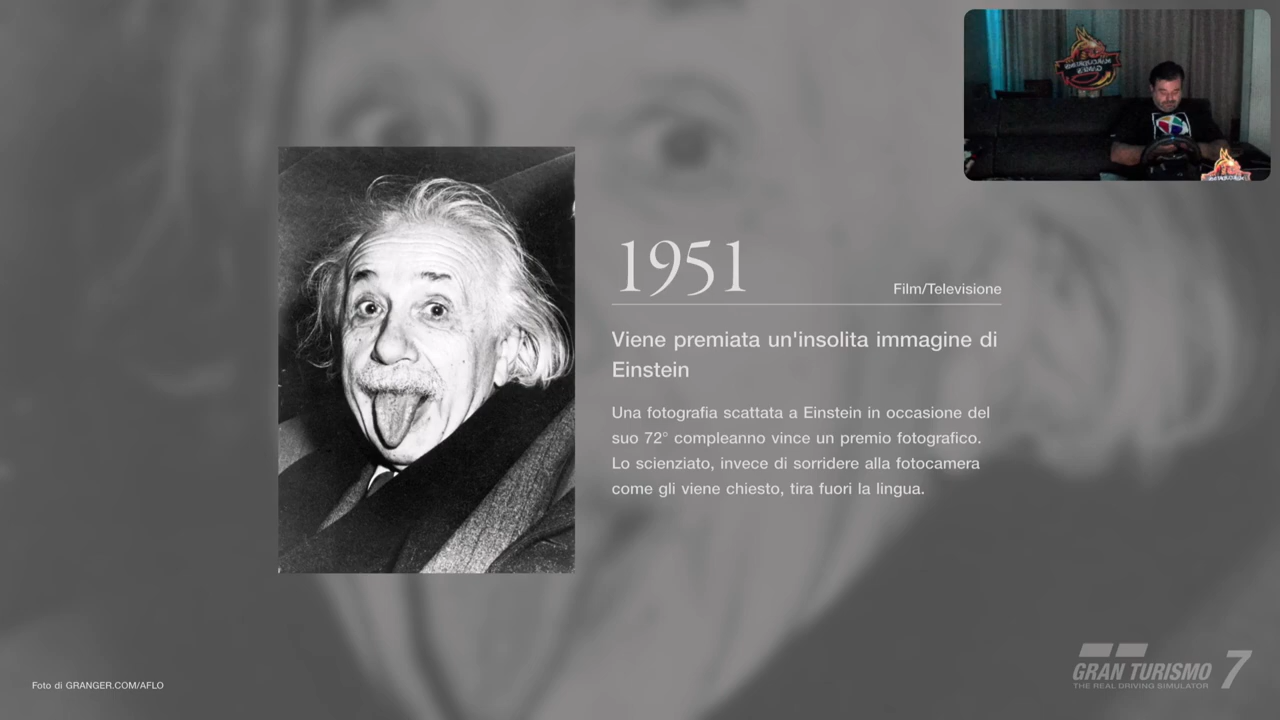 1951
Film/Televisione
Viene premiata un'insolita immagine di
Einstein
Una fotografia scattata a Einstein in occasione del
suo 72° compleanno vince un premio fotografico.
Lo scienziato, invece di sorridere alla fotocamera
come gli viene chiesto, tira fuori la lingua.
Foto di GRANGER.COM/AFLO
GRAN TURISMO 7
THE REAL DRIVING SIMULATOR